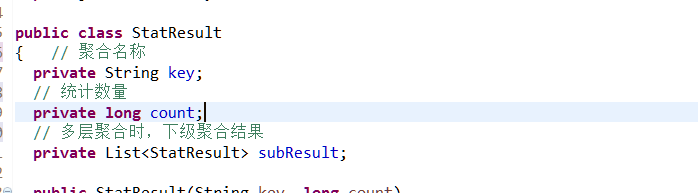 public class StatResult
{ // 聚合名称
private String key;
// 统计数量
private long count;
// 多层聚合时，下级聚合结果
private List<StatResult> subResult;
public StatResult(String key, long count)